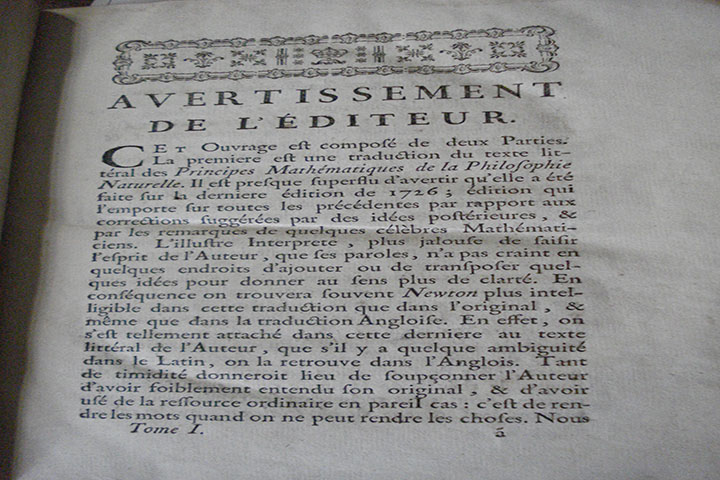 AVERTISSEMENT
DE L'ÉDITEUR.
CET Ouvrage est composé de deux Parties.
La premiere est une traduction du texte lit-
téral des Principes Mathématiques de la Philosophie
Naturelle. Il est presque superflu d'avertir qu'elle a été
faite sur la derniere édition de 1726; édition qui
l'emporte sur toutes les précédentes par rapport aux
corrections suggérées par des idées postérieures, &
par les remarques de quelques célèbres Mathémati-
ciens. L'illustre Interprete, plus jalouse de saisir
l'esprit de l'Auteur, que ses paroles, n'a pas craint en
quelques endroits d'ajouter ou de transposer quel-
ques idées pour donner au sens plus de clarté. En
conséquence on trouvera souvent Newton plus intel-
ligible dans cette traduction que dans l'original, &
même que dans la traduction Angloise. En effet, on
s'est tellement attaché dans cette derniere au texte
littéral de l'Auteur, que s'il y a quelque ambiguité
dans le Latin, on la retrouve dans l'Anglois. Tant
de timidité donneroit lieu de soupçonner l'Auteur
d'avoir foiblement entendu son original, & d'avoir
usé de la ressource ordinaire en pareil cas: c'est de ren-
dre les mots quand on ne peut rendre les choses. Nous
Tome I. á